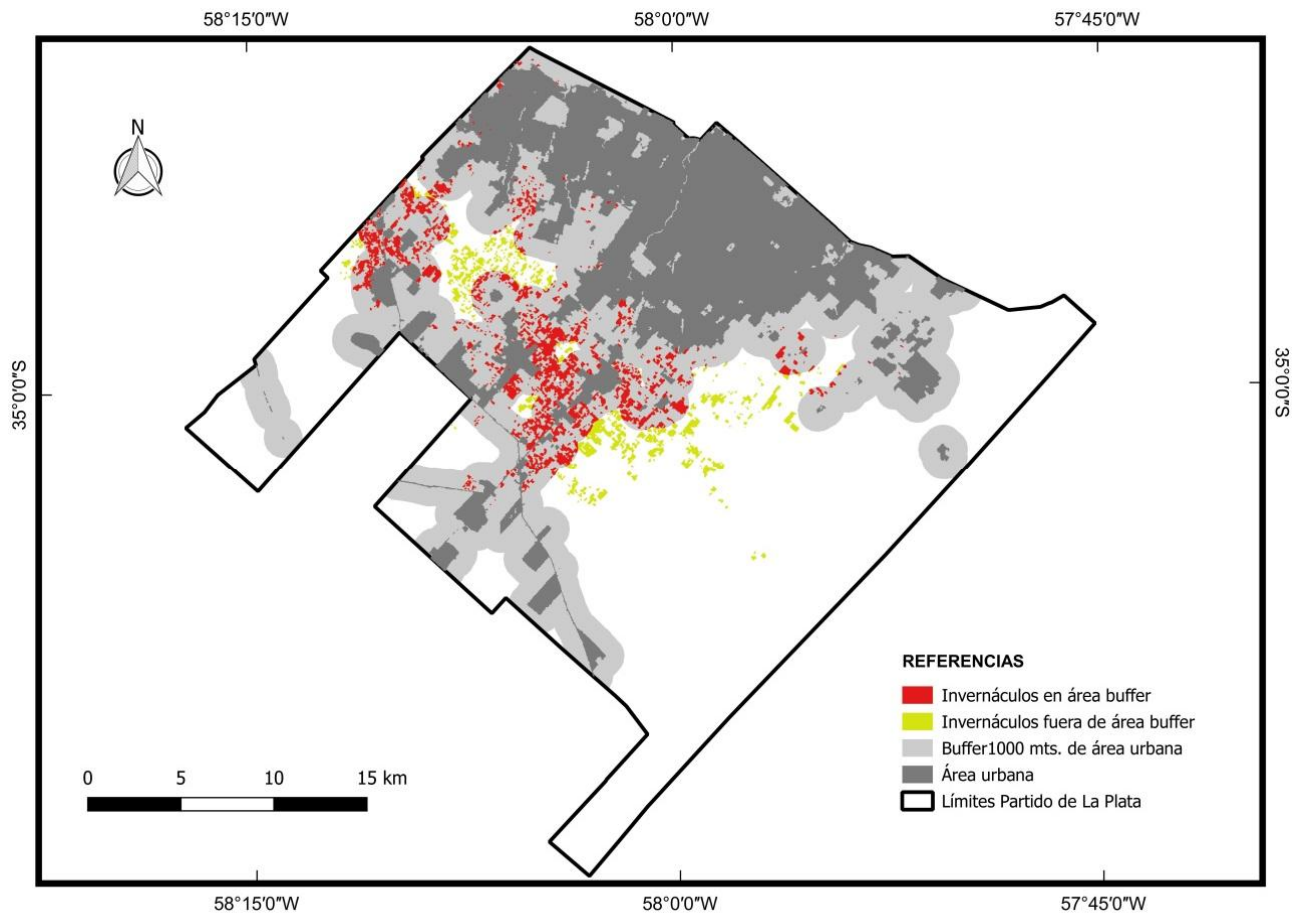 58°15'0"W 58°0'0"W 57°45'0"W
N
35°0'0"S 35°0'0"S
REFERENCIAS
Invernáculos en área buffer
Invernáculos fuera de área buffer
Buffer1000 mts. de área urbana
Área urbana
Límites Partido de La Plata
0 5 10 15 km
58°15'0"W 58°0'0"W 57°45'0"W